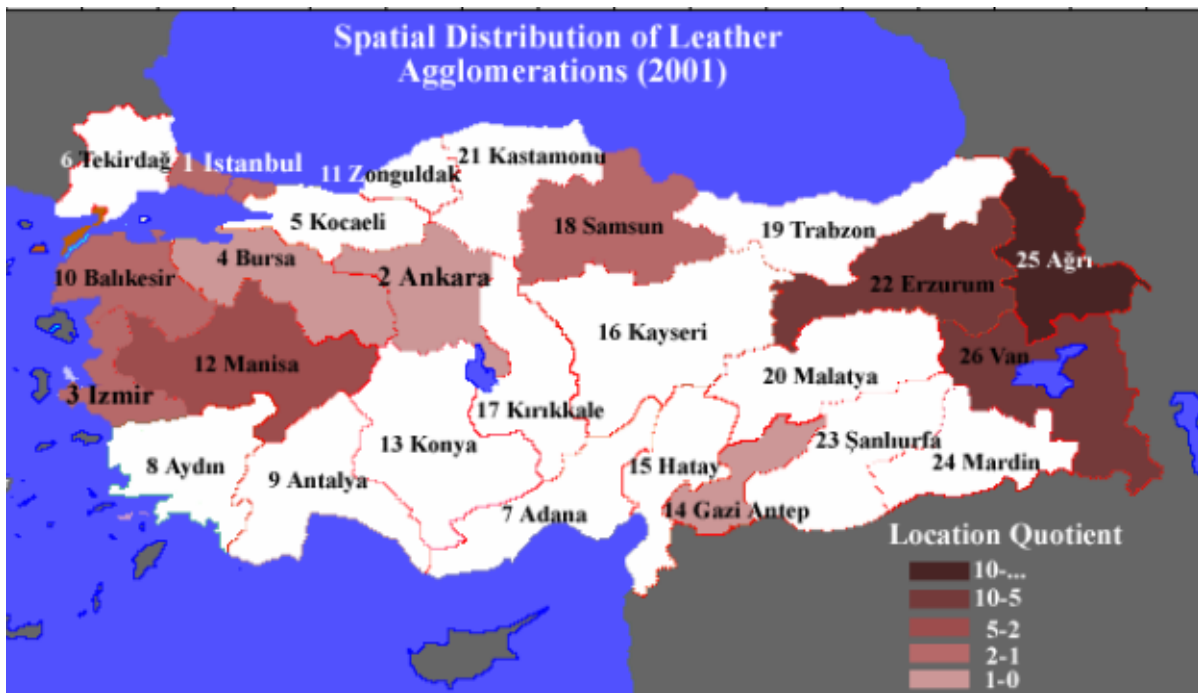 Spatial Distribution of Leather
Agglomerations (2001)
6 Tekirdağ
1 Istanbul
11 Zonguldak
21 Kastamonu
5 Kocaeli
18 Samsun
19 Trabzon
4 Bursa
2 Ankara
10 Balıkesir
22 Erzurum
25 Ağrı
16 Kayseri
12 Manisa
26 Van
20 Malatya
3 Izmir
17 Kırıkkale
13 Konya
23 Şanlıurfa
8 Aydın
9 Antalya
15 Hatay
24 Mardin
7 Adana
14 Gazi Antep
Location Quotient
10-...
10-5
5-2
2-1
1-0